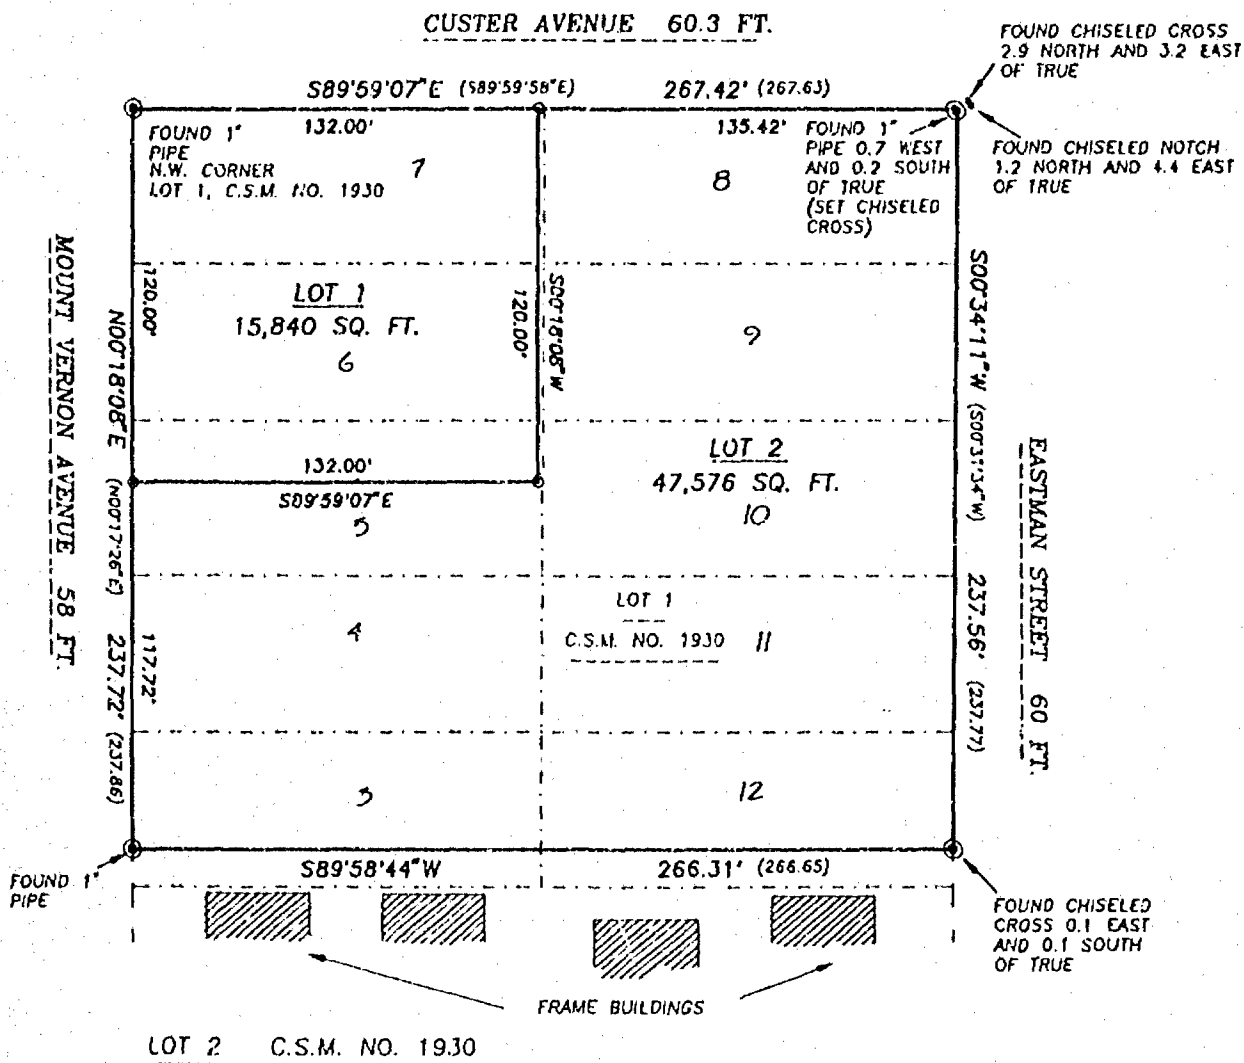 CUSTER AVENUE 60.3 FT.
FOUND CHISELED CROSS
2.9 NORTH AND 3.2 EAST
OF TRUE
S89°59'07"E (S89°59'58"E)
267.42' (267.63)
132.00'
135.42'
FOUND 1"
PIPE
N.W. CORNER
LOT 1, C.S.M. NO. 1930
7
8
FOUND 1"
PIPE 0.7 WEST
AND 0.2 SOUTH
OF TRUE
(SET CHISELED
CROSS)
FOUND CHISELED NOTCH
1.2 NORTH AND 4.4 EAST
OF TRUE
MOUNT VERNON AVENUE 58 FT.
N00°18'08"E (N00°17'26"E) 237.72' (237.86)
120.00'
117.72'
LOT 1
15,840 SQ. FT.
6
120.00'
S00°18'08"W
9
S00°34'11"W (S00°31'34"W) 237.56' (237.77)
EASTMAN STREET 60 FT.
132.00'
S89°59'07"E
5
LOT 2
47,576 SQ. FT.
10
4
LOT 1
C.S.M. NO. 1930
11
3
12
S89°58'44"W
266.31' (266.65)
FOUND 1"
PIPE
FOUND CHISELED
CROSS 0.1 EAST
AND 0.1 SOUTH
OF TRUE
FRAME BUILDINGS
LOT 2 C.S.M. NO. 1930